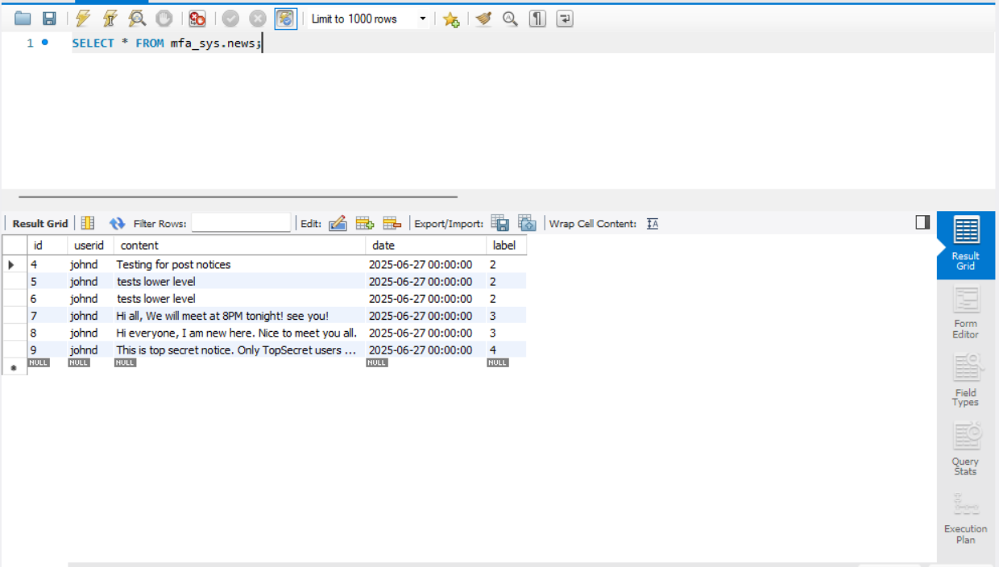 Limit to 1000 rows
1 SELECT * FROM mfa_sys.news;
Result Grid Filter Rows: Edit: Export/Import: Wrap Cell Content:
id userid content date label
4 johnd Testing for post notices 2025-06-27 00:00:00 2
5 johnd tests lower level 2025-06-27 00:00:00 2
6 johnd tests lower level 2025-06-27 00:00:00 2
7 johnd Hi all, We will meet at 8PM tonight! see you! 2025-06-27 00:00:00 3
8 johnd Hi everyone, I am new here. Nice to meet you all. 2025-06-27 00:00:00 3
9 johnd This is top secret notice. Only TopSecret users ... 2025-06-27 00:00:00 4
NULL NULL NULL NULL NULL
Result
Grid
Form
Editor
Field
Types
Query
Stats
Execution
Plan